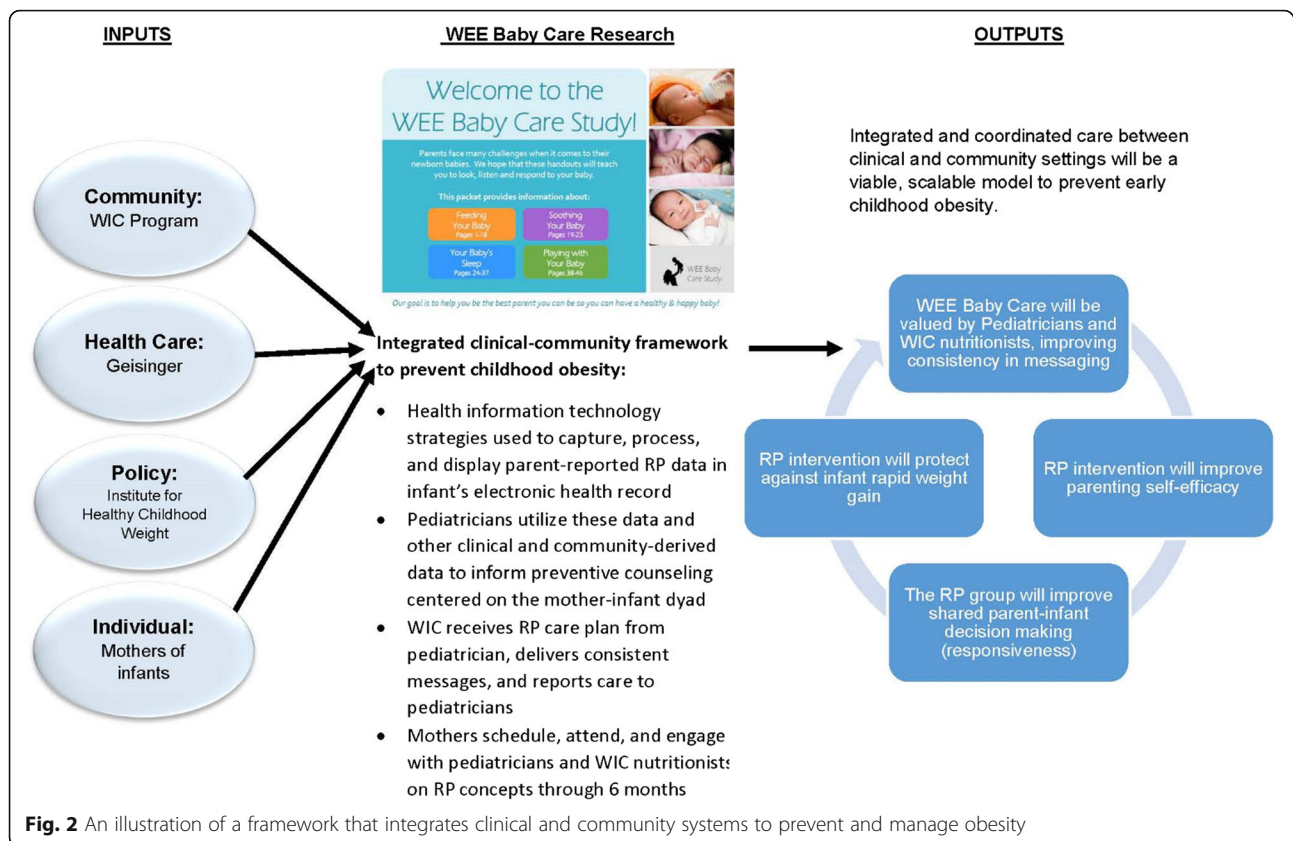 INPUTS
WEE Baby Care Research
OUTPUTS
Community:
WIC Program
Health Care:
Geisinger
Policy:
Institute for
Healthy Childhood
Weight
Individual:
Mothers of
infants
Welcome to the
WEE Baby Care Study!
Parents face many challenges when it comes to their
newborn babies. We hope that these handouts will teach
you to look, listen and respond to your baby.
This packet provides information about:
Feeding
Your Baby
Pages 1-18
Soothing
Your Baby
Pages 19-23
Your Baby's
Sleep
Pages 24-37
Playing with
Your Baby
Pages 38-46
WEE Baby
Care Study
Our goal is to help you be the best parent you can be so you can have a healthy & happy baby!
Integrated clinical-community framework
to prevent childhood obesity:
• Health information technology
strategies used to capture, process,
and display parent-reported RP data in
infant's electronic health record
• Pediatricians utilize these data and
other clinical and community-derived
data to inform preventive counseling
centered on the mother-infant dyad
• WIC receives RP care plan from
pediatrician, delivers consistent
messages, and reports care to
pediatricians
• Mothers schedule, attend, and engage
with pediatricians and WIC nutritionists
on RP concepts through 6 months
Integrated and coordinated care between
clinical and community settings will be a
viable, scalable model to prevent early
childhood obesity.
WEE Baby Care will be
valued by Pediatricians and
WIC nutritionists, improving
consistency in messaging
RP intervention will improve
parenting self-efficacy
The RP group will improve
shared parent-infant
decision making
(responsiveness)
RP intervention will protect
against infant rapid weight
gain
Fig. 2 An illustration of a framework that integrates clinical and community systems to prevent and manage obesity